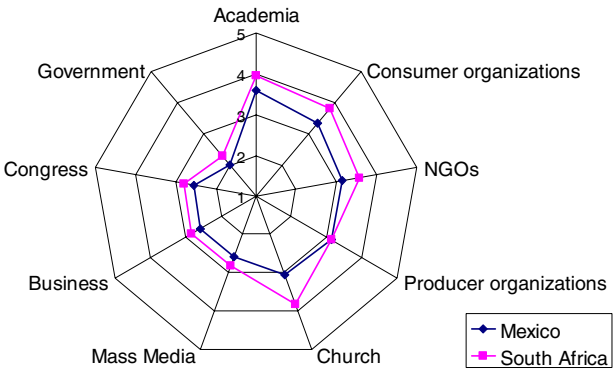 Academia
5
Government
Consumer organizations
4
3
Congress
NGOs
2
1
Business
Producer organizations
Mass Media
Church
Mexico
South Africa